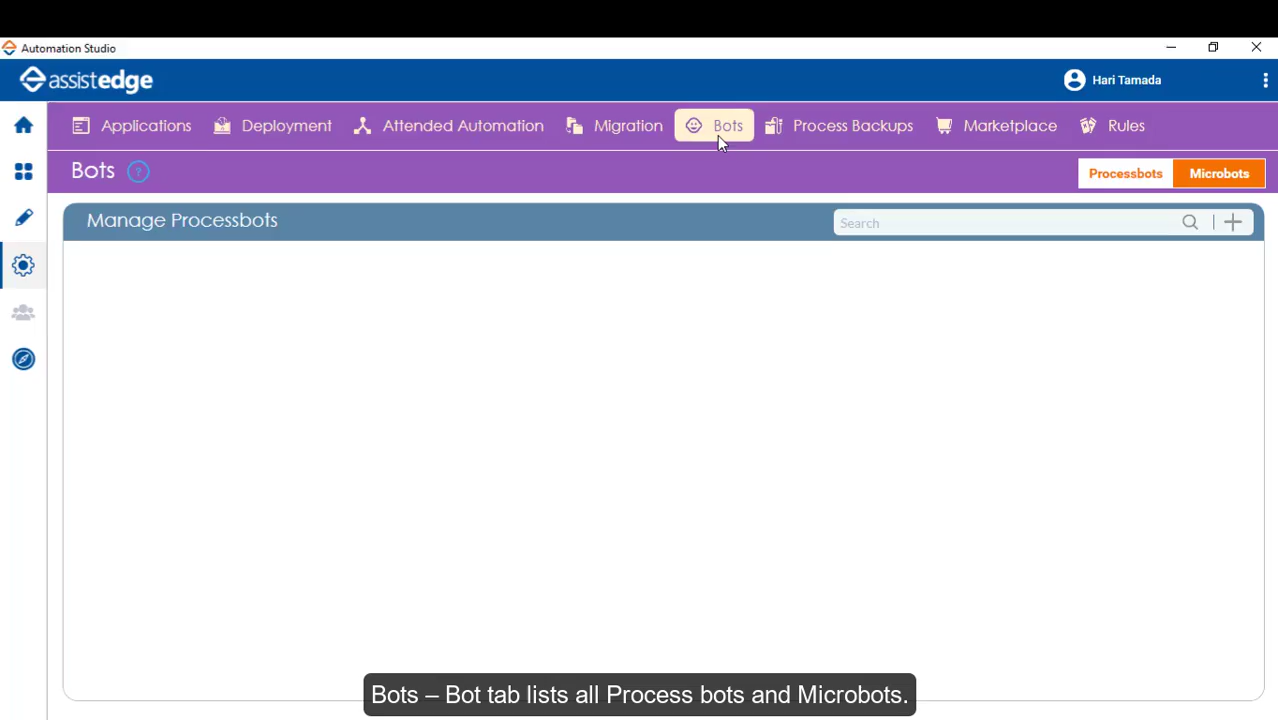 Automation Studio
assistedge
Hari Tamada
Applications Deployment Attended Automation Migration Bots Process Backups Marketplace Rules
Bots ?
Processbots Microbots
Manage Processbots
Search
Bots – Bot tab lists all Process bots and Microbots.